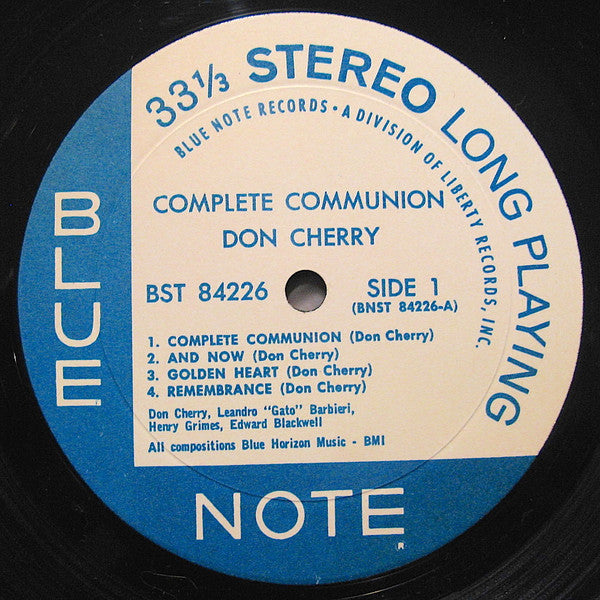 33 1/3 STEREO LONG PLAYING
BLUE NOTE RECORDS • A DIVISION OF LIBERTY RECORDS, INC.
COMPLETE COMMUNION
DON CHERRY
BST 84226
SIDE 1
(BNST 84226-A)
1. COMPLETE COMMUNION (Don Cherry)
2. AND NOW (Don Cherry)
3. GOLDEN HEART (Don Cherry)
4. REMEMBRANCE (Don Cherry)
Don Cherry, Leandro "Gato" Barbieri,
Henry Grimes, Edward Blackwell
All compositions Blue Horizon Music - BMI
BLUE
NOTE
R